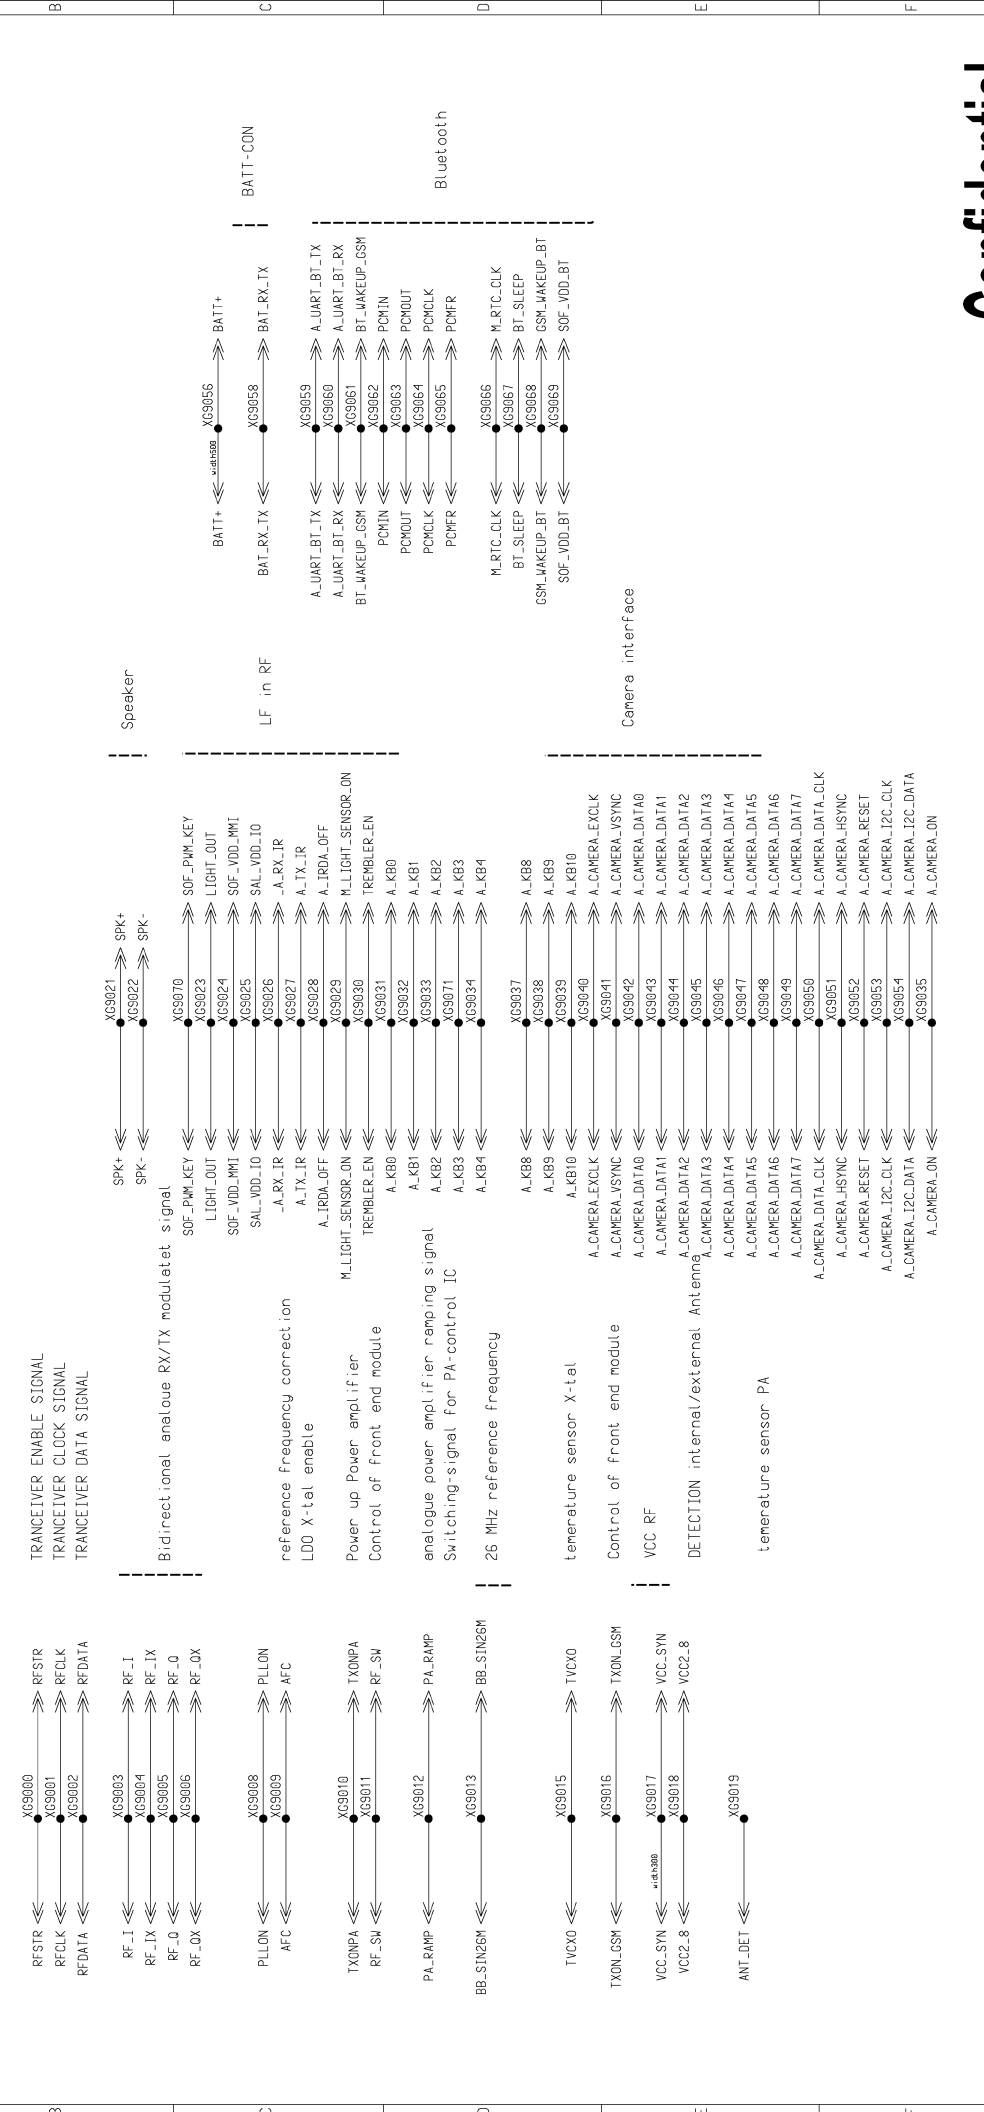 B
C
D
E
F
BATT-CON
Bluetooth
BATT+ width500 XG9056 BATT+
BAT_RX_TX XG9058 BAT_RX_TX
A_UART_BT_TX XG9059 A_UART_BT_TX
A_UART_BT_RX XG9060 A_UART_BT_RX
BT_WAKEUP_GSM XG9061 BT_WAKEUP_GSM
PCMIN XG9062 PCMIN
PCMOUT XG9063 PCMOUT
PCMCLK XG9064 PCMCLK
PCMFR XG9065 PCMFR
M_RTC_CLK XG9066 M_RTC_CLK
BT_SLEEP XG9067 BT_SLEEP
GSM_WAKEUP_BT XG9068 GSM_WAKEUP_BT
SOF_VDD_BT XG9069 SOF_VDD_BT
Speaker
LF in RF
Camera interface
SPK+ XG9021 SPK+
SPK- XG9022 SPK-
SOF_PWM_KEY XG9070 SOF_PWM_KEY
LIGHT_OUT XG9023 LIGHT_OUT
SOF_VDD_MMI XG9024 SOF_VDD_MMI
SAL_VDD_IO XG9025 SAL_VDD_IO
_A_RX_IR XG9026 _A_RX_IR
A_TX_IR XG9027 A_TX_IR
A_IRDA_OFF XG9028 A_IRDA_OFF
M_LIGHT_SENSOR_ON XG9029 M_LIGHT_SENSOR_ON
TREMBLER_EN XG9030 TREMBLER_EN
A_KB0 XG9031 A_KB0
A_KB1 XG9032 A_KB1
A_KB2 XG9033 A_KB2
A_KB3 XG9071 A_KB3
A_KB4 XG9034 A_KB4
A_KB8 XG9037 A_KB8
A_KB9 XG9038 A_KB9
A_KB10 XG9039 A_KB10
A_CAMERA_EXCLK XG9040 A_CAMERA_EXCLK
A_CAMERA_VSYNC XG9041 A_CAMERA_VSYNC
A_CAMERA_DATA0 XG9042 A_CAMERA_DATA0
A_CAMERA_DATA1 XG9043 A_CAMERA_DATA1
A_CAMERA_DATA2 XG9044 A_CAMERA_DATA2
A_CAMERA_DATA3 XG9045 A_CAMERA_DATA3
A_CAMERA_DATA4 XG9046 A_CAMERA_DATA4
A_CAMERA_DATA5 XG9047 A_CAMERA_DATA5
A_CAMERA_DATA6 XG9048 A_CAMERA_DATA6
A_CAMERA_DATA7 XG9049 A_CAMERA_DATA7
A_CAMERA_DATA_CLK XG9050 A_CAMERA_DATA_CLK
A_CAMERA_HSYNC XG9051 A_CAMERA_HSYNC
A_CAMERA_RESET XG9052 A_CAMERA_RESET
A_CAMERA_I2C_CLK XG9053 A_CAMERA_I2C_CLK
A_CAMERA_I2C_DATA XG9054 A_CAMERA_I2C_DATA
A_CAMERA_ON XG9035 A_CAMERA_ON
TRANCEIVER ENABLE SIGNAL
TRANCEIVER CLOCK SIGNAL
TRANCEIVER DATA SIGNAL
Bidirectional analoue RX/TX modulatet signal
reference frequency correction
LDO X-tal enable
Power up Power amplifier
Control of front end module
analogue power amplifier ramping signal
Switching-signal for PA-control IC
26 MHz reference frequency
temerature sensor X-tal
Control of front end module
VCC RF
DETECTION internal/external Antenna
temerature sensor PA
RFSTR XG9000 RFSTR
RFCLK XG9001 RFCLK
RFDATA XG9002 RFDATA
RF_I XG9003 RF_I
RF_IX XG9004 RF_IX
RF_Q XG9005 RF_Q
RF_QX XG9006 RF_QX
PLLON XG9008 PLLON
AFC XG9009 AFC
TXONPA XG9010 TXONPA
RF_SW XG9011 RF_SW
PA_RAMP XG9012 PA_RAMP
BB_SIN26M XG9013 BB_SIN26M
TVCXO XG9015 TVCXO
TXON_GSM XG9016 TXON_GSM
VCC_SYN width300 XG9017 VCC_SYN
VCC2_8 XG9018 VCC2_8
ANT_DET XG9019